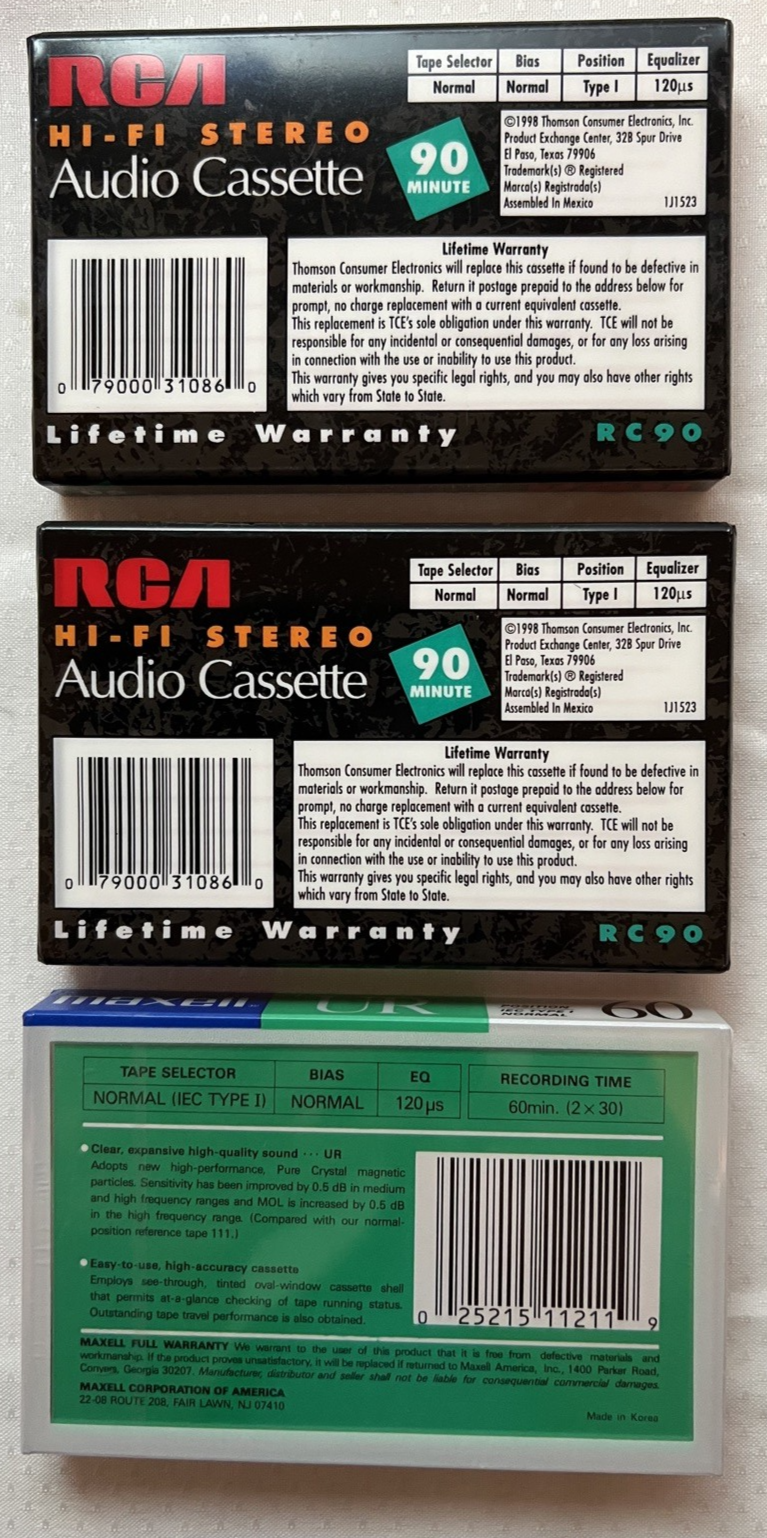 RCA
HI-FI STEREO
Audio Cassette
90
MINUTE
Tape Selector Bias Position Equalizer
Normal Normal Type I 120µs
©1998 Thomson Consumer Electronics, Inc.
Product Exchange Center, 32B Spur Drive
El Paso, Texas 79906
Trademark(s) ® Registered
Marca(s) Registrada(s)
Assembled In Mexico 1J1523
0 79000 31086 0
Lifetime Warranty
Thomson Consumer Electronics will replace this cassette if found to be defective in
materials or workmanship. Return it postage prepaid to the address below for
prompt, no charge replacement with a current equivalent cassette.
This replacement is TCE's sole obligation under this warranty. TCE will not be
responsible for any incidental or consequential damages, or for any loss arising
in connection with the use or inability to use this product.
This warranty gives you specific legal rights, and you may also have other rights
which vary from State to State.
Lifetime Warranty RC90
RCA
HI-FI STEREO
Audio Cassette
90
MINUTE
Tape Selector Bias Position Equalizer
Normal Normal Type I 120µs
©1998 Thomson Consumer Electronics, Inc.
Product Exchange Center, 32B Spur Drive
El Paso, Texas 79906
Trademark(s) ® Registered
Marca(s) Registrada(s)
Assembled In Mexico 1J1523
0 79000 31086 0
Lifetime Warranty
Thomson Consumer Electronics will replace this cassette if found to be defective in
materials or workmanship. Return it postage prepaid to the address below for
prompt, no charge replacement with a current equivalent cassette.
This replacement is TCE's sole obligation under this warranty. TCE will not be
responsible for any incidental or consequential damages, or for any loss arising
in connection with the use or inability to use this product.
This warranty gives you specific legal rights, and you may also have other rights
which vary from State to State.
Lifetime Warranty RC90
maxell UR POSITION
IEC TYPE I
NORMAL 60
TAPE SELECTOR BIAS EQ RECORDING TIME
NORMAL (IEC TYPE I) NORMAL 120µs 60min. (2×30)
• Clear, expansive high-quality sound ··· UR
Adopts new high-performance, Pure Crystal magnetic
particles. Sensitivity has been improved by 0.5 dB in medium
and high frequency ranges and MOL is increased by 0.5 dB
in the high frequency range. (Compared with our normal-
position reference tape 111.)
• Easy-to-use, high-accuracy cassette
Employs see-through, tinted oval-window cassette shell
that permits at-a-glance checking of tape running status.
Outstanding tape travel performance is also obtained.
0 25215 11211 9
MAXELL FULL WARRANTY We warrant to the user of this product that it is free from defective materials and
workmanship. If the product proves unsatisfactory, it will be replaced if returned to Maxell America, Inc., 1400 Parker Road,
Conyers, Georgia 30207. Manufacturer, distributor and seller shall not be liable for consequential commercial damages.
MAXELL CORPORATION OF AMERICA
22-08 ROUTE 208, FAIR LAWN, NJ 07410
Made in Korea